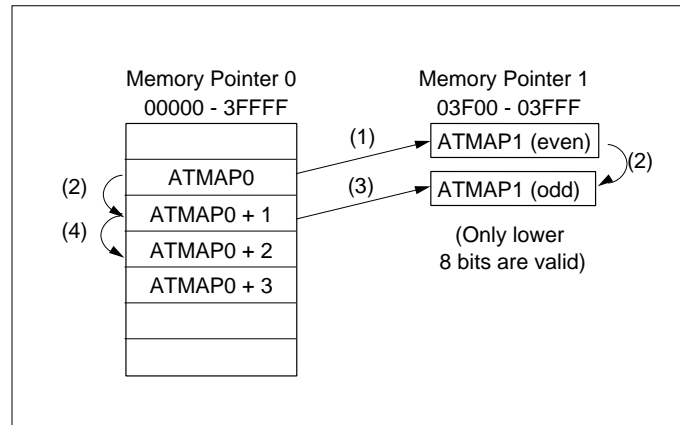 Memory Pointer 0
00000 - 3FFFF
Memory Pointer 1
03F00 - 03FFF
(1)
ATMAP1 (even)
(2)
ATMAP0
(2)
(3)
ATMAP1 (odd)
ATMAP0 + 1
(4)
ATMAP0 + 2
(Only lower
8 bits are valid)
ATMAP0 + 3